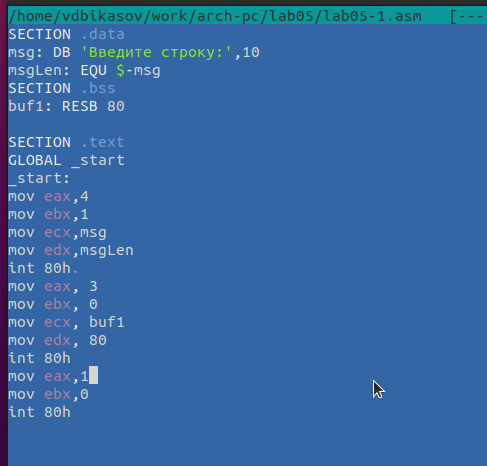 /home/vdbikasov/work/arch-pc/lab05/lab05-1.asm [---
SECTION .data
msg: DB 'Введите строку:',10
msgLen: EQU $-msg
SECTION .bss
buf1: RESB 80
SECTION .text
GLOBAL _start
_start:
mov eax,4
mov ebx,1
mov ecx,msg
mov edx,msgLen
int 80h.
mov eax, 3
mov ebx, 0
mov ecx, buf1
mov edx, 80
int 80h
mov eax,1
mov ebx,0
int 80h